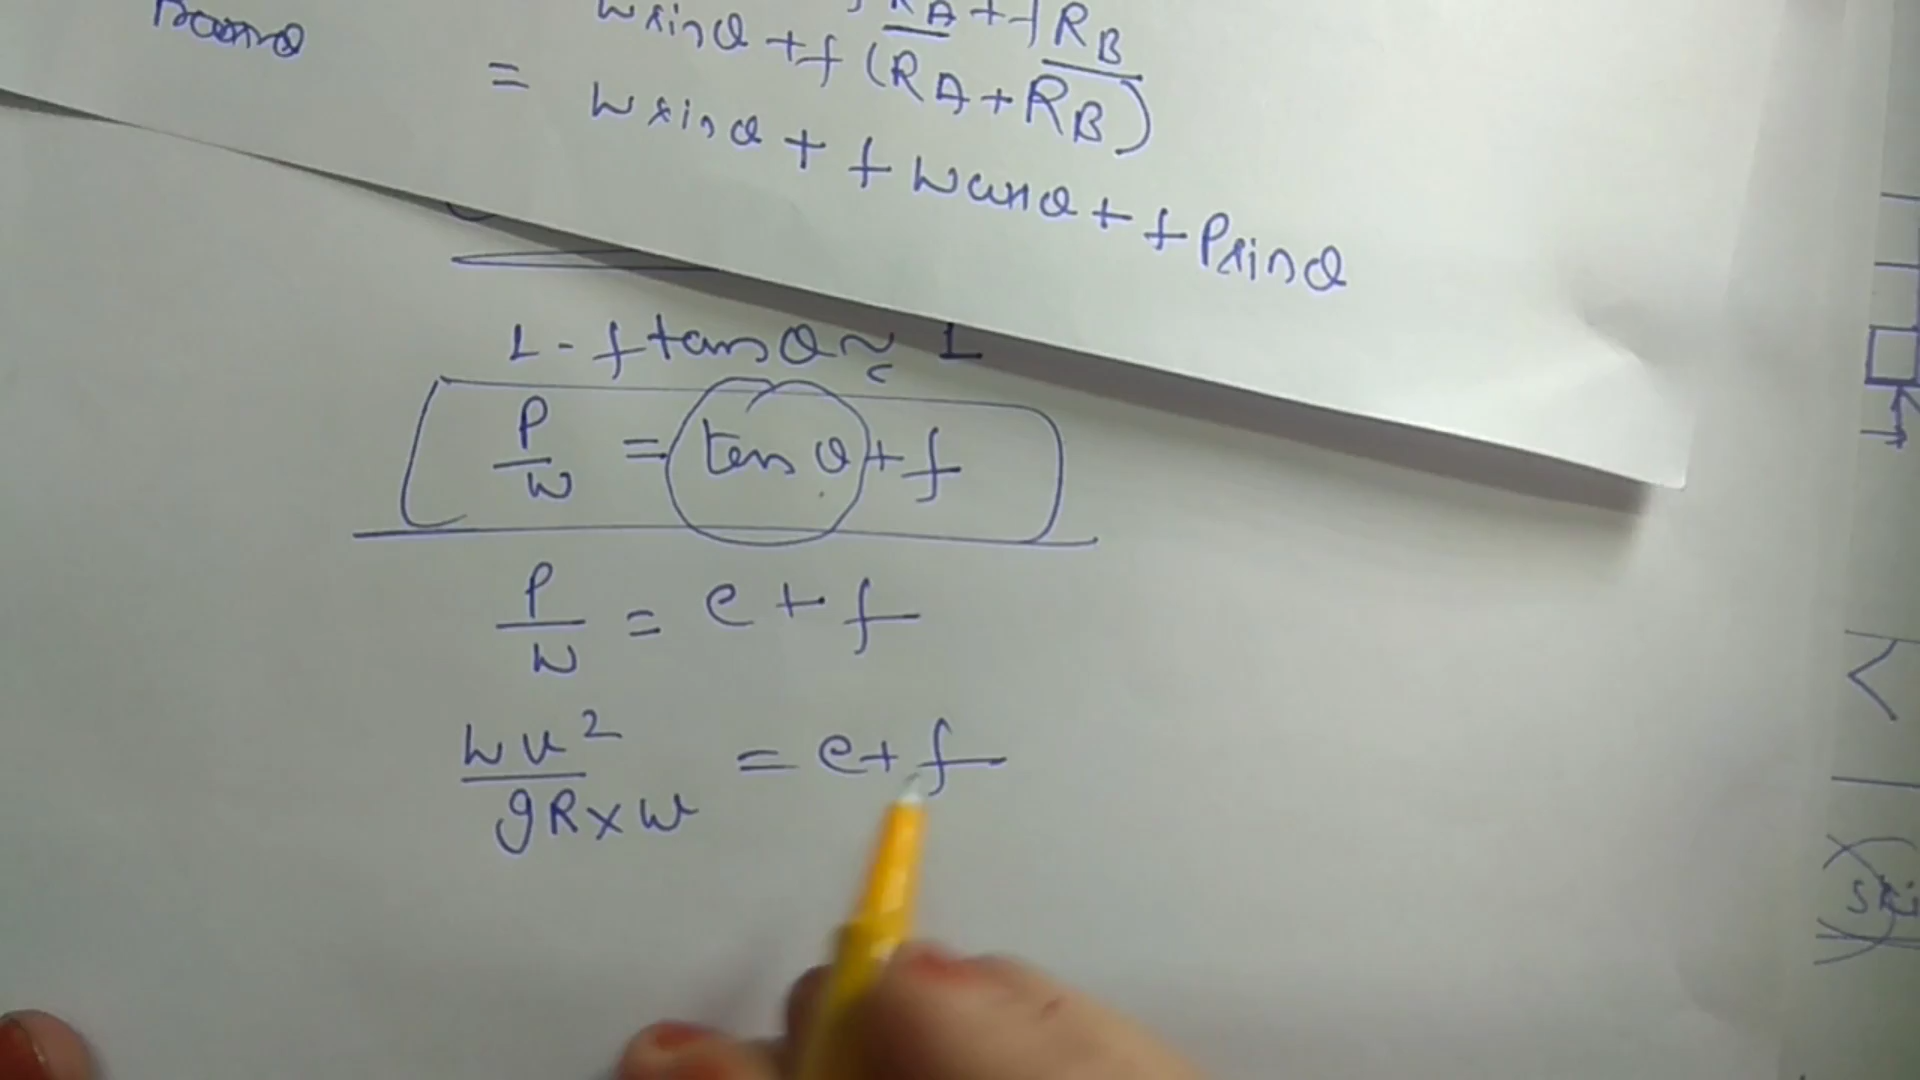 w sinθ + f (RA + RB)
= w sinθ + f w cosθ + f P sinθ
1 - f tanθ ≈ 1
P/w = tanθ + f
P/w = e + f
wv²/gR×w = e + f